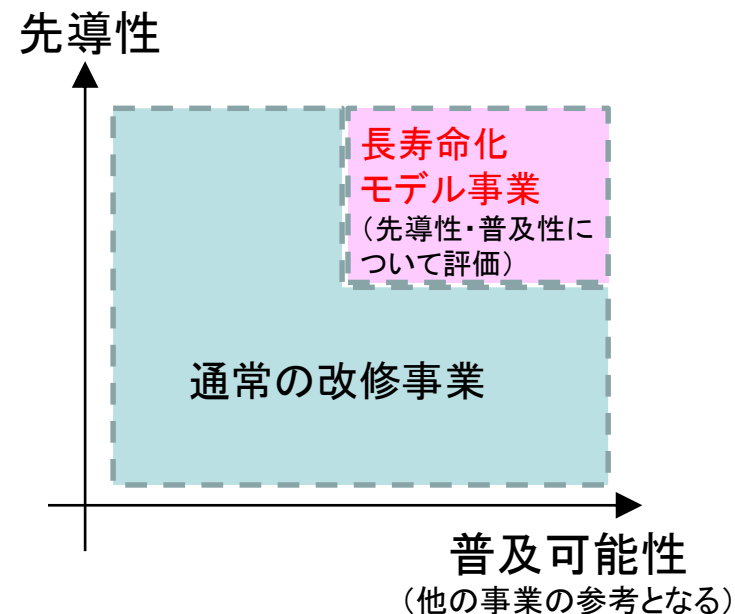 先導性
長寿命化
モデル事業
（先導性・普及性に
ついて評価）
通常の改修事業
普及可能性
（他の事業の参考となる）